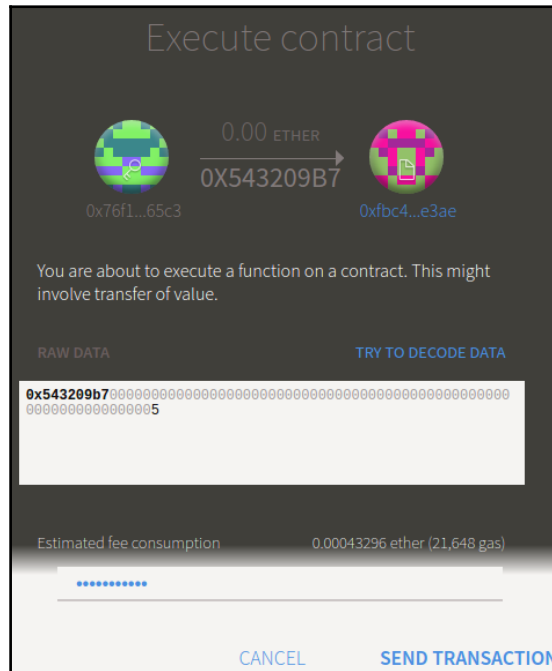 Execute contract
0.00 ETHER
0X543209B7
0x76f1...65c3
0xfbc4...e3ae
You are about to execute a function on a contract. This might
involve transfer of value.
RAW DATA TRY TO DECODE DATA
0x543209b7000000000000000000000000000000000000000000000000
0000000000000005
Estimated fee consumption 0.00043296 ether (21,648 gas)
CANCEL SEND TRANSACTION